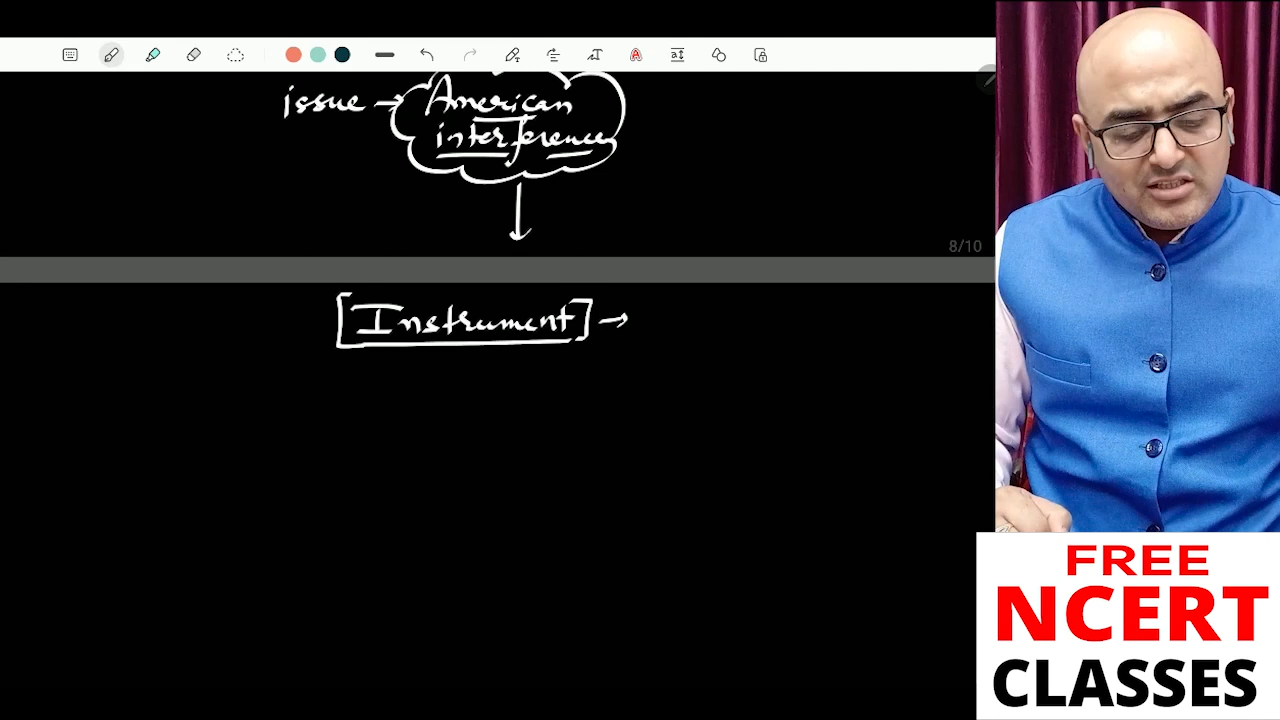 issue → American
interference
8/10
[Instrument] →
FREE
NCERT
CLASSES